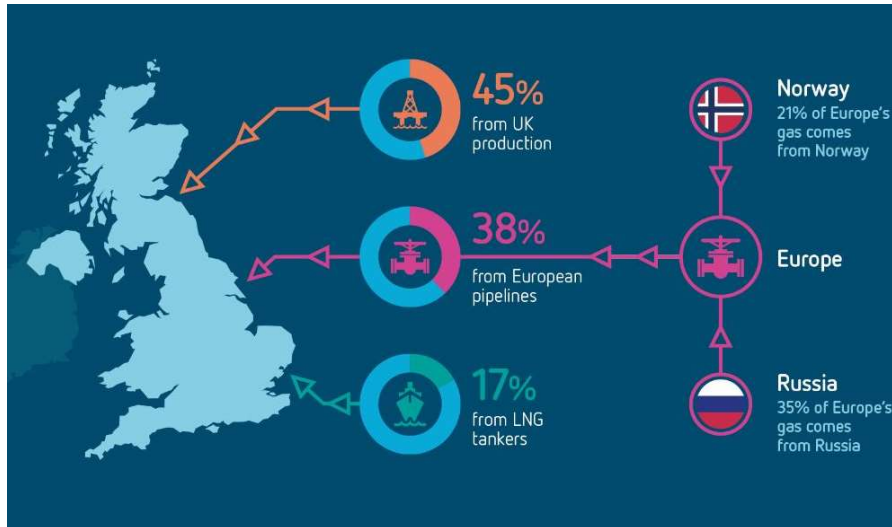 45%
from UK
production
38%
from European
pipelines
17%
from LNG
tankers
Norway
21% of Europe's
gas comes
from Norway
Europe
Russia
35% of Europe's
gas comes
from Russia